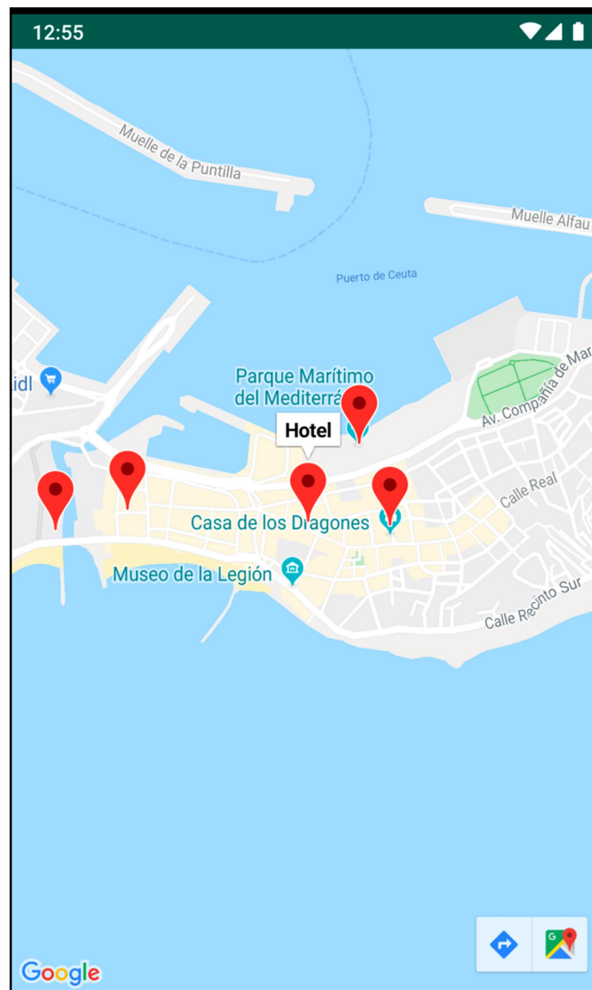 12:55
Muelle de la Puntilla
Muelle Alfau
Puerto de Ceuta
idl
Parque Marítimo
del Mediterrá
Av. Compañía de Mar
Hotel
Calle Real
Casa de los Dragones
Museo de la Legión
Calle Recinto Sur
G
Google